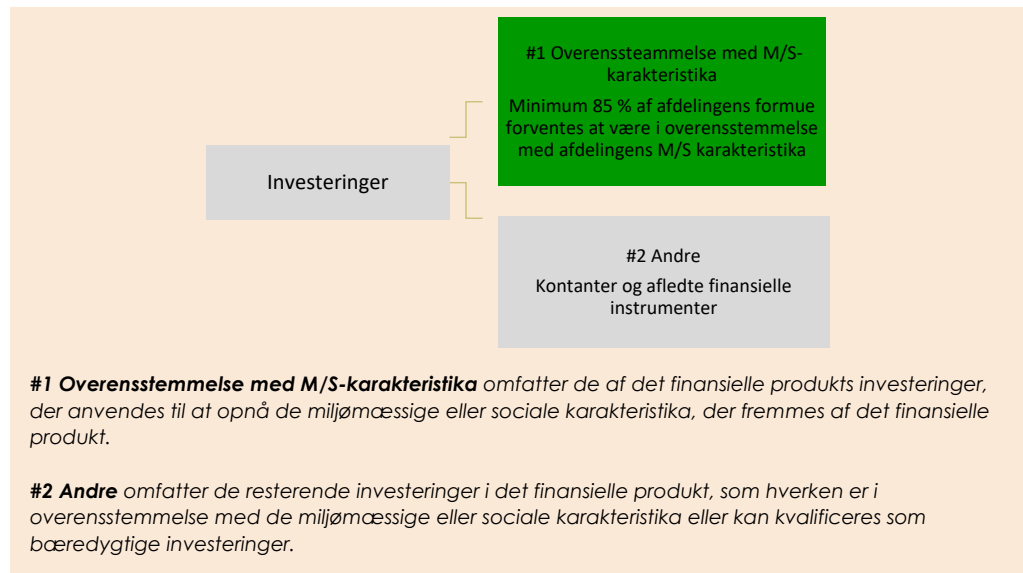 #1 Overenssteammelse med M/S-
karakteristika
Minimum 85 % af afdelingens formue
forventes at være i overensstemmelse
med afdelingens M/S karakteristika
Investeringer
#2 Andre
Kontanter og afledte finansielle
instrumenter
#1 Overensstemmelse med M/S-karakteristika omfatter de af det finansielle produkts investeringer,
der anvendes til at opnå de miljømæssige eller sociale karakteristika, der fremmes af det finansielle
produkt.
#2 Andre omfatter de resterende investeringer i det finansielle produkt, som hverken er i
overensstemmelse med de miljømæssige eller sociale karakteristika eller kan kvalificeres som
bæredygtige investeringer.